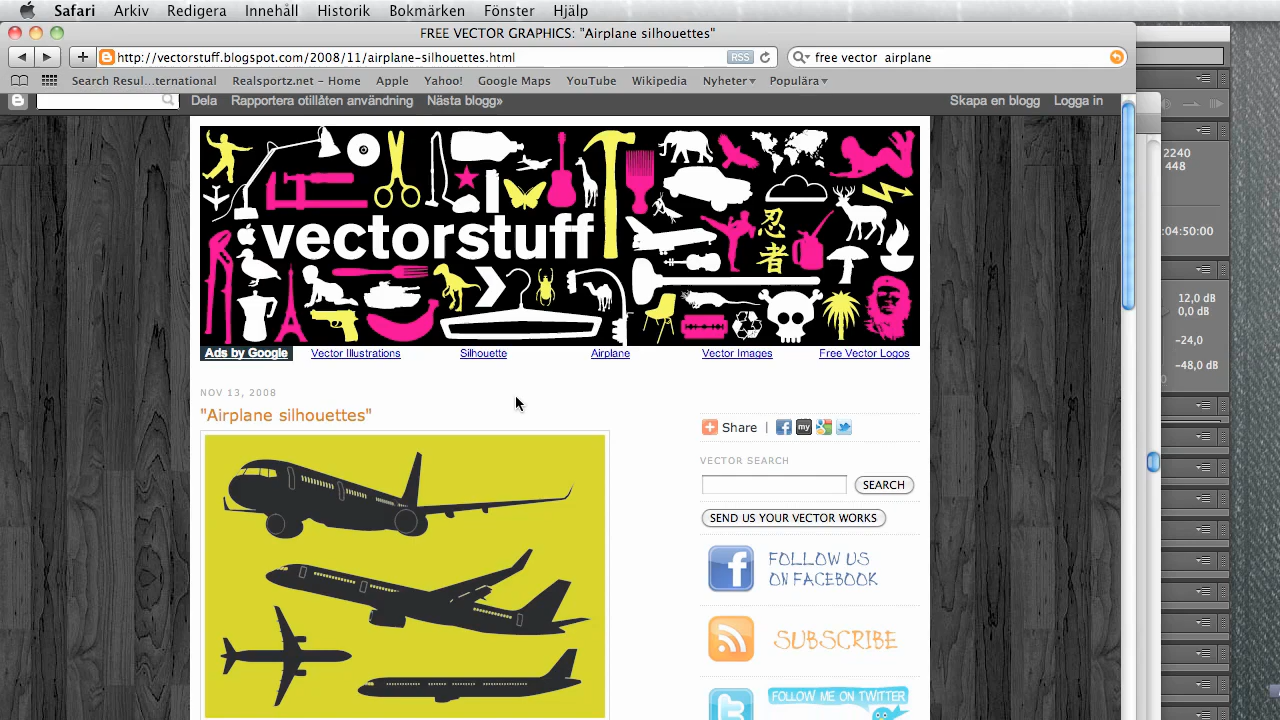 Safari Arkiv Redigera Innehåll Historik Bokmärken Fönster Hjälp
FREE VECTOR GRAPHICS: "Airplane silhouettes"
http://vectorstuff.blogspot.com/2008/11/airplane-silhouettes.html RSS free vector airplane
Search Resul...ternational Realsportz.net – Home Apple Yahoo! Google Maps YouTube Wikipedia Nyheter Populära
Dela Rapportera otillåten användning Nästa blogg» Skapa en blogg Logga in
2240
448
忍者
vectorstuff
:04:50:00
12,0 dB
0,0 dB
-24,0
-48,0 dB
Ads by Google Vector Illustrations Silhouette Airplane Vector Images Free Vector Logos
NOV 13, 2008
"Airplane silhouettes"
Share | my
VECTOR SEARCH
SEARCH
SEND US YOUR VECTOR WORKS
FOLLOW US
ON FACEBOOK
SUBSCRIBE
FOLLOW ME ON TWITTER